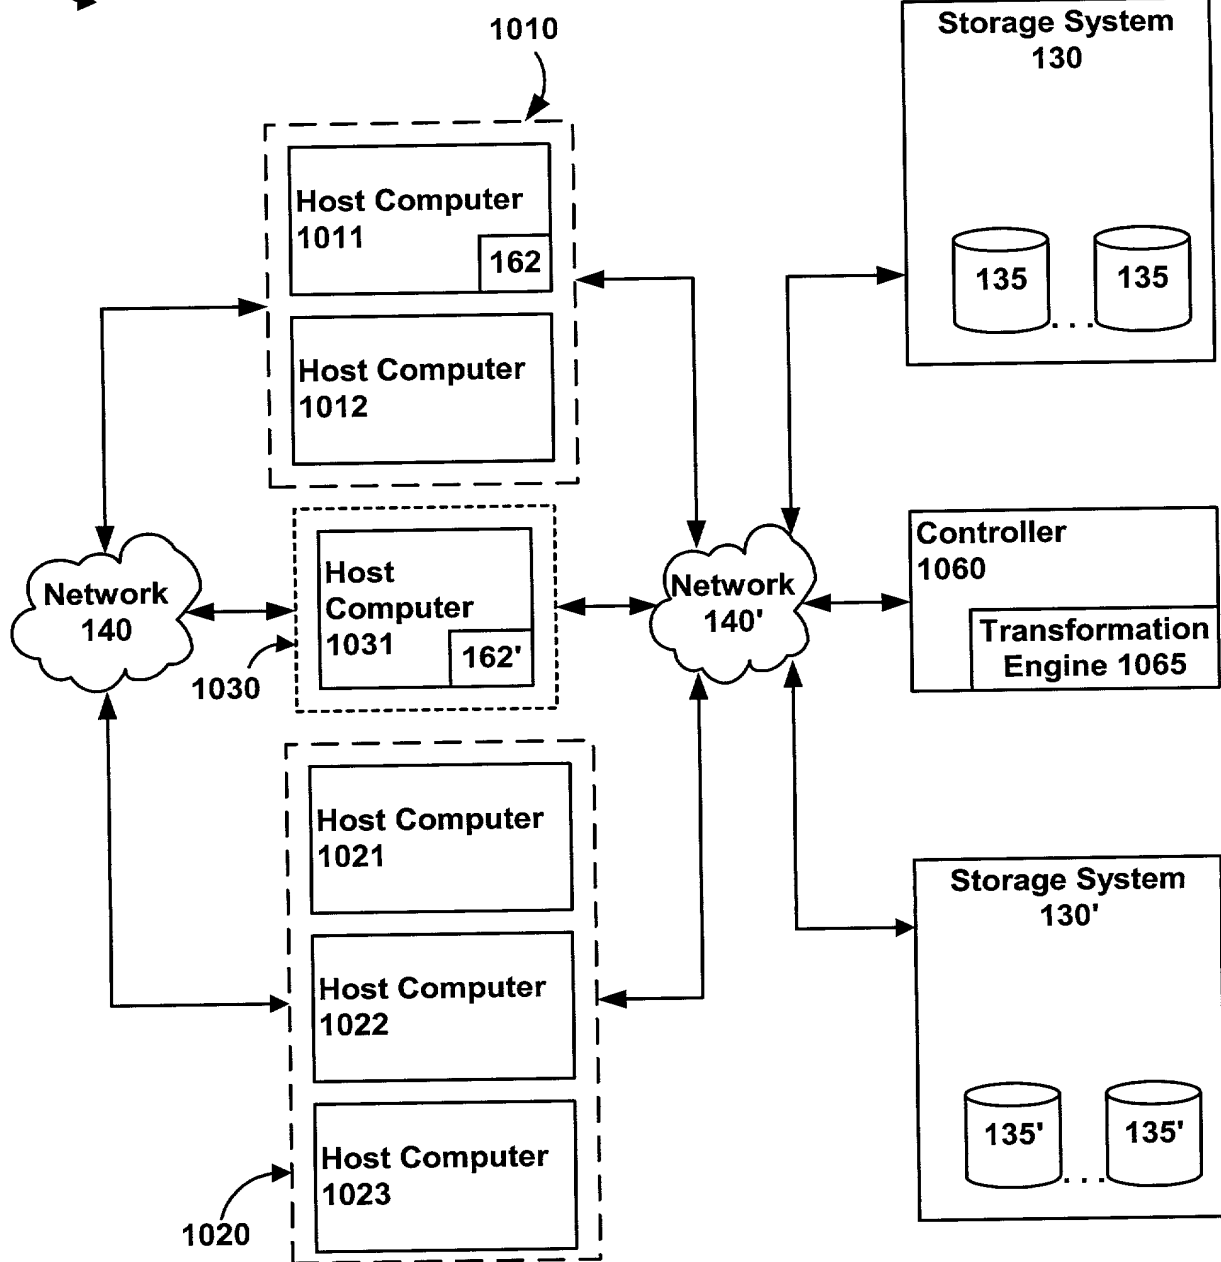 1010
Storage System
130
Host Computer
1011
162
135
135
...
Host Computer
1012
Network
140
Host
Computer
1031
162'
1030
Network
140'
Controller
1060
Transformation
Engine 1065
Host Computer
1021
Host Computer
1022
Host Computer
1023
1020
Storage System
130'
135'
135'
...